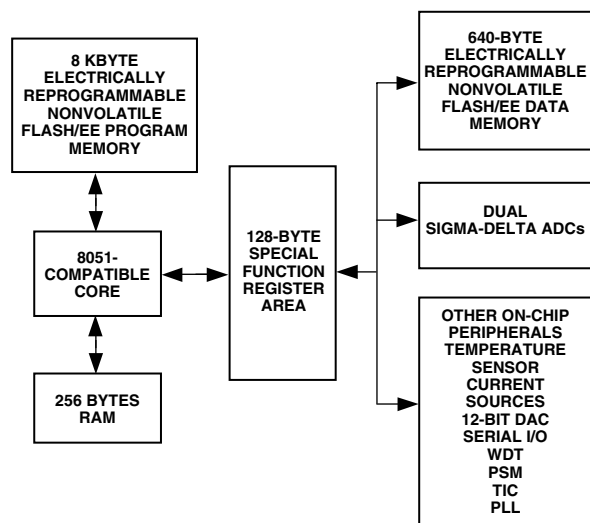 8 KBYTE
ELECTRICALLY
REPROGRAMMABLE
NONVOLATILE
FLASH/EE PROGRAM
MEMORY
8051-
COMPATIBLE
CORE
256 BYTES
RAM
128-BYTE
SPECIAL
FUNCTION
REGISTER
AREA
640-BYTE
ELECTRICALLY
REPROGRAMMABLE
NONVOLATILE
FLASH/EE DATA
MEMORY
DUAL
SIGMA-DELTA ADCs
OTHER ON-CHIP
PERIPHERALS
TEMPERATURE
SENSOR
CURRENT
SOURCES
12-BIT DAC
SERIAL I/O
WDT
PSM
TIC
PLL